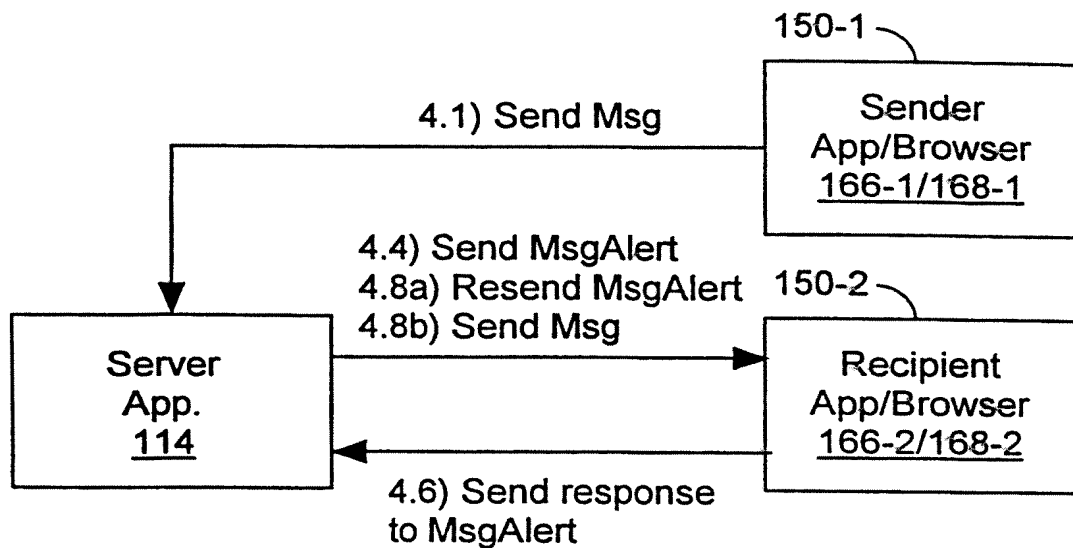 150-1
Sender
App/Browser
166-1/168-1
4.1) Send Msg
4.4) Send MsgAlert
4.8a) Resend MsgAlert
4.8b) Send Msg
150-2
Server
App.
114
Recipient
App/Browser
166-2/168-2
4.6) Send response
to MsgAlert